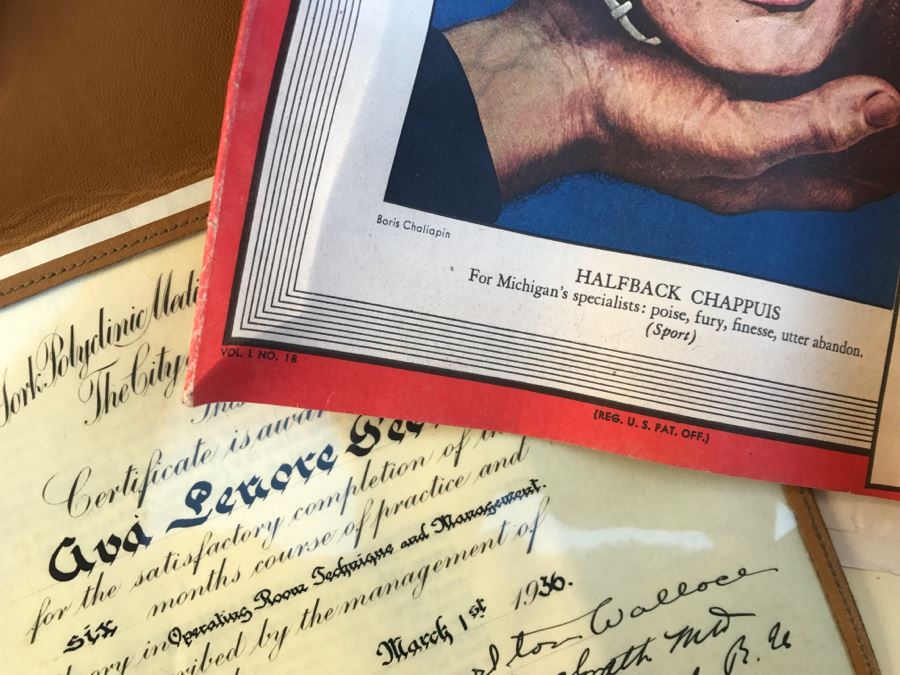 Boris Chaliapin
HALFBACK CHAPPUIS
For Michigan's specialists: poise, fury, finesse, utter abandon.
(Sport)
VOL. L NO. 18
(REG. U. S. PAT. OFF.)
York Polyclinic Medi
The City
This
Certificate is awar
Ava Lenore
for the satisfactory completion of
six months course of practice and
in Operating Room Technique and Management.
by the management of
March 1st 1936.
Wallace
MD
R. N.